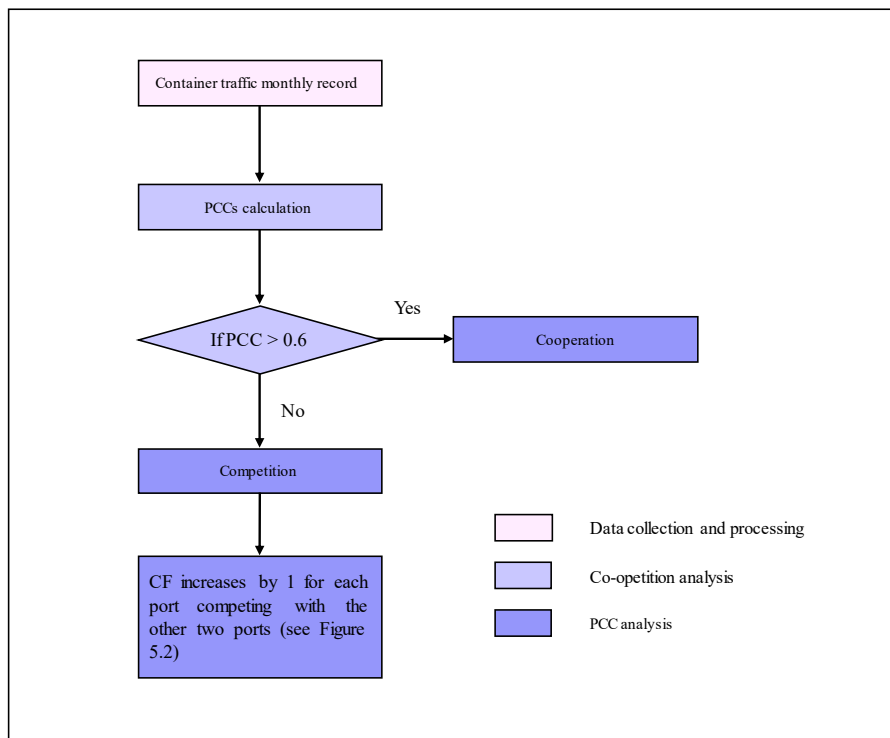 Container traffic monthly record
PCCs calculation
If PCC > 0.6
Yes
Cooperation
No
Competition
CF increases by 1 for each
port competing with the
other two ports (see Figure
5.2)
Data collection and processing
Co-opetition analysis
PCC analysis